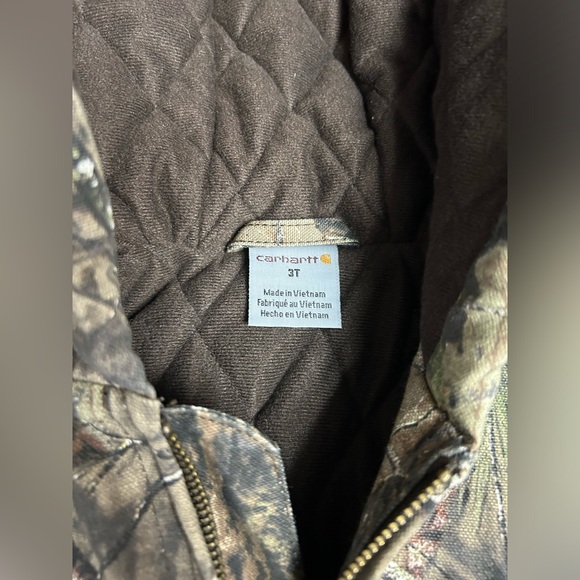 carhartt
3T
Made in Vietnam
Fabriqué au Vietnam
Hecho en Vietnam